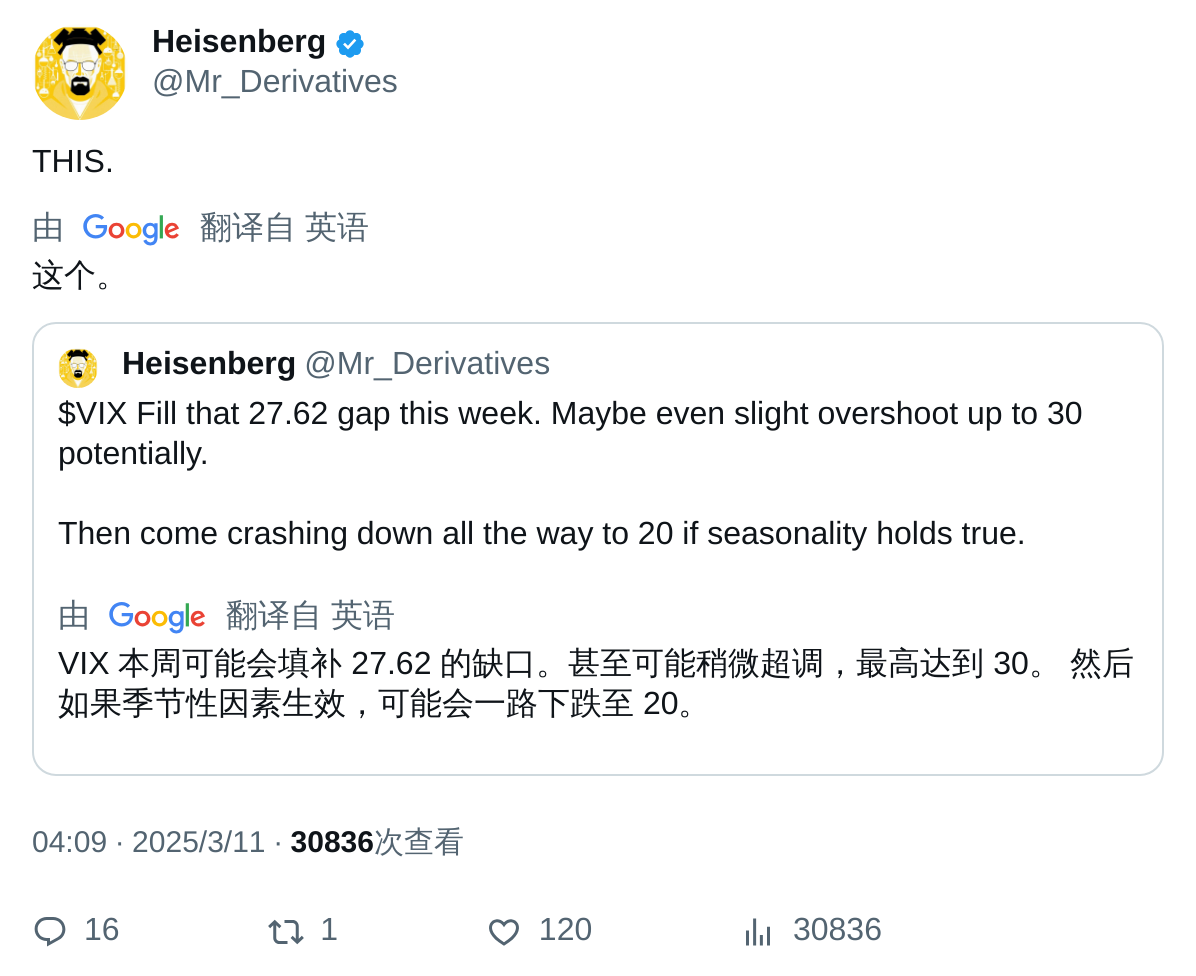 Heisenberg
@Mr_Derivatives
THIS.
由 Google 翻译自 英语
这个。
Heisenberg @Mr_Derivatives
$VIX Fill that 27.62 gap this week. Maybe even slight overshoot up to 30
potentially.
Then come crashing down all the way to 20 if seasonality holds true.
由 Google 翻译自 英语
VIX 本周可能会填补 27.62 的缺口。甚至可能稍微超调，最高达到 30。 然后
如果季节性因素生效，可能会一路下跌至 20。
04:09 · 2025/3/11 · 30836次查看
16 1 120 30836